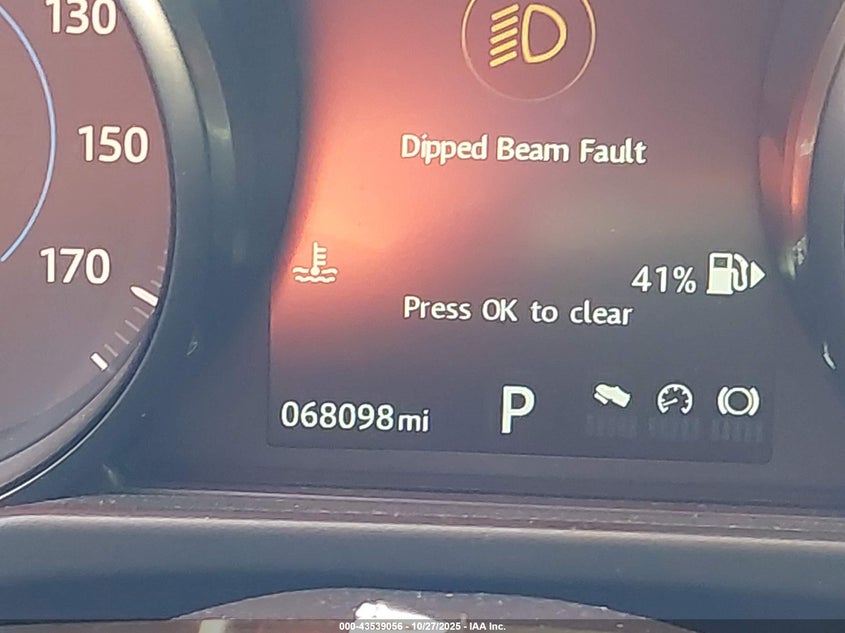 130
150
170
Dipped Beam Fault
41%
Press OK to clear
068098mi
P
000-43539056 - 10/27/2025 - IAA Inc.